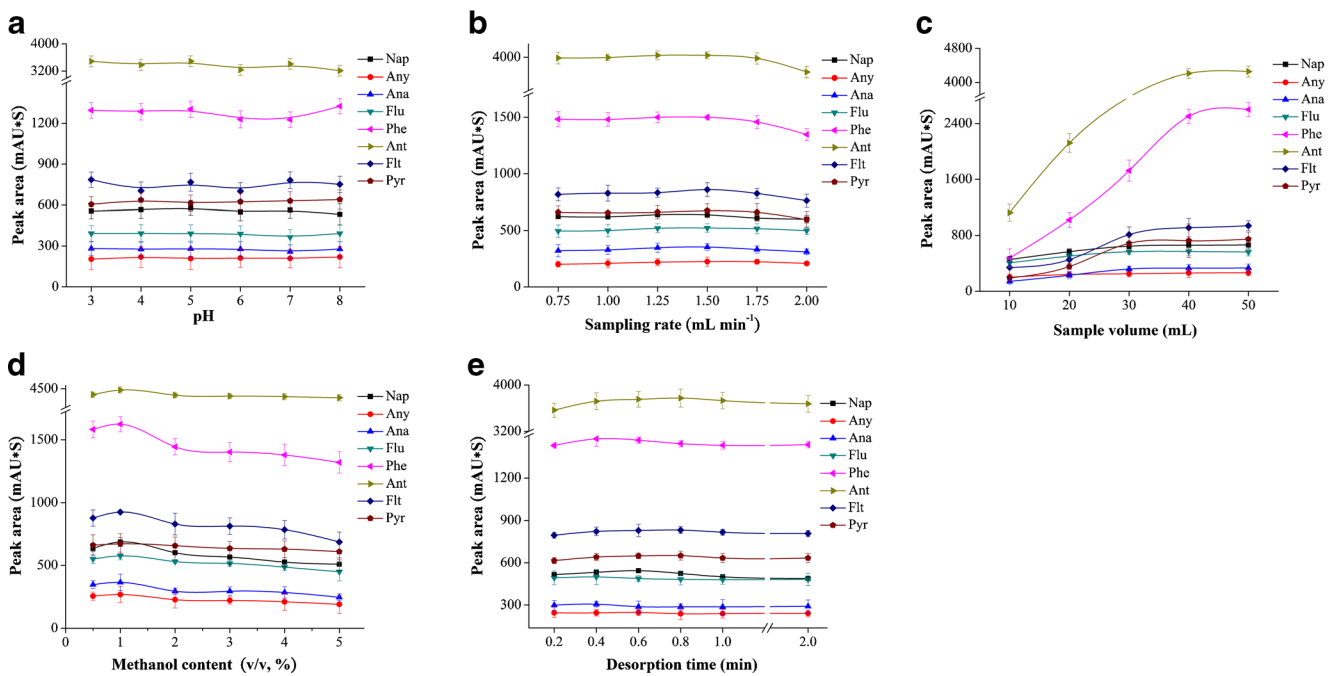 a
4000
3200
1200
900
600
300
0
Peak area (mAU*S)
3 4 5 6 7 8
pH
Nap
Any
Ana
Flu
Phe
Ant
Flt
Pyr
b
4000
1500
1000
500
0
Peak area (mAU*S)
0.75 1.00 1.25 1.50 1.75 2.00
Sampling rate (mL min⁻¹)
Nap
Any
Ana
Flu
Phe
Ant
Flt
Pyr
c
4800
4000
2400
1600
800
0
Peak area (mAU*S)
10 20 30 40 50
Sample volume (mL)
Nap
Any
Ana
Flu
Phe
Ant
Flt
Pyr
d
4500
1500
1000
500
0
Peak area (mAU*S)
0 1 2 3 4 5
Methanol content (v/v, %)
Nap
Any
Ana
Flu
Phe
Ant
Flt
Pyr
e
4000
3200
1200
900
600
300
Peak area (mAU*S)
0.2 0.4 0.6 0.8 1.0 2.0
Desorption time (min)
Nap
Any
Ana
Flu
Phe
Ant
Flt
Pyr